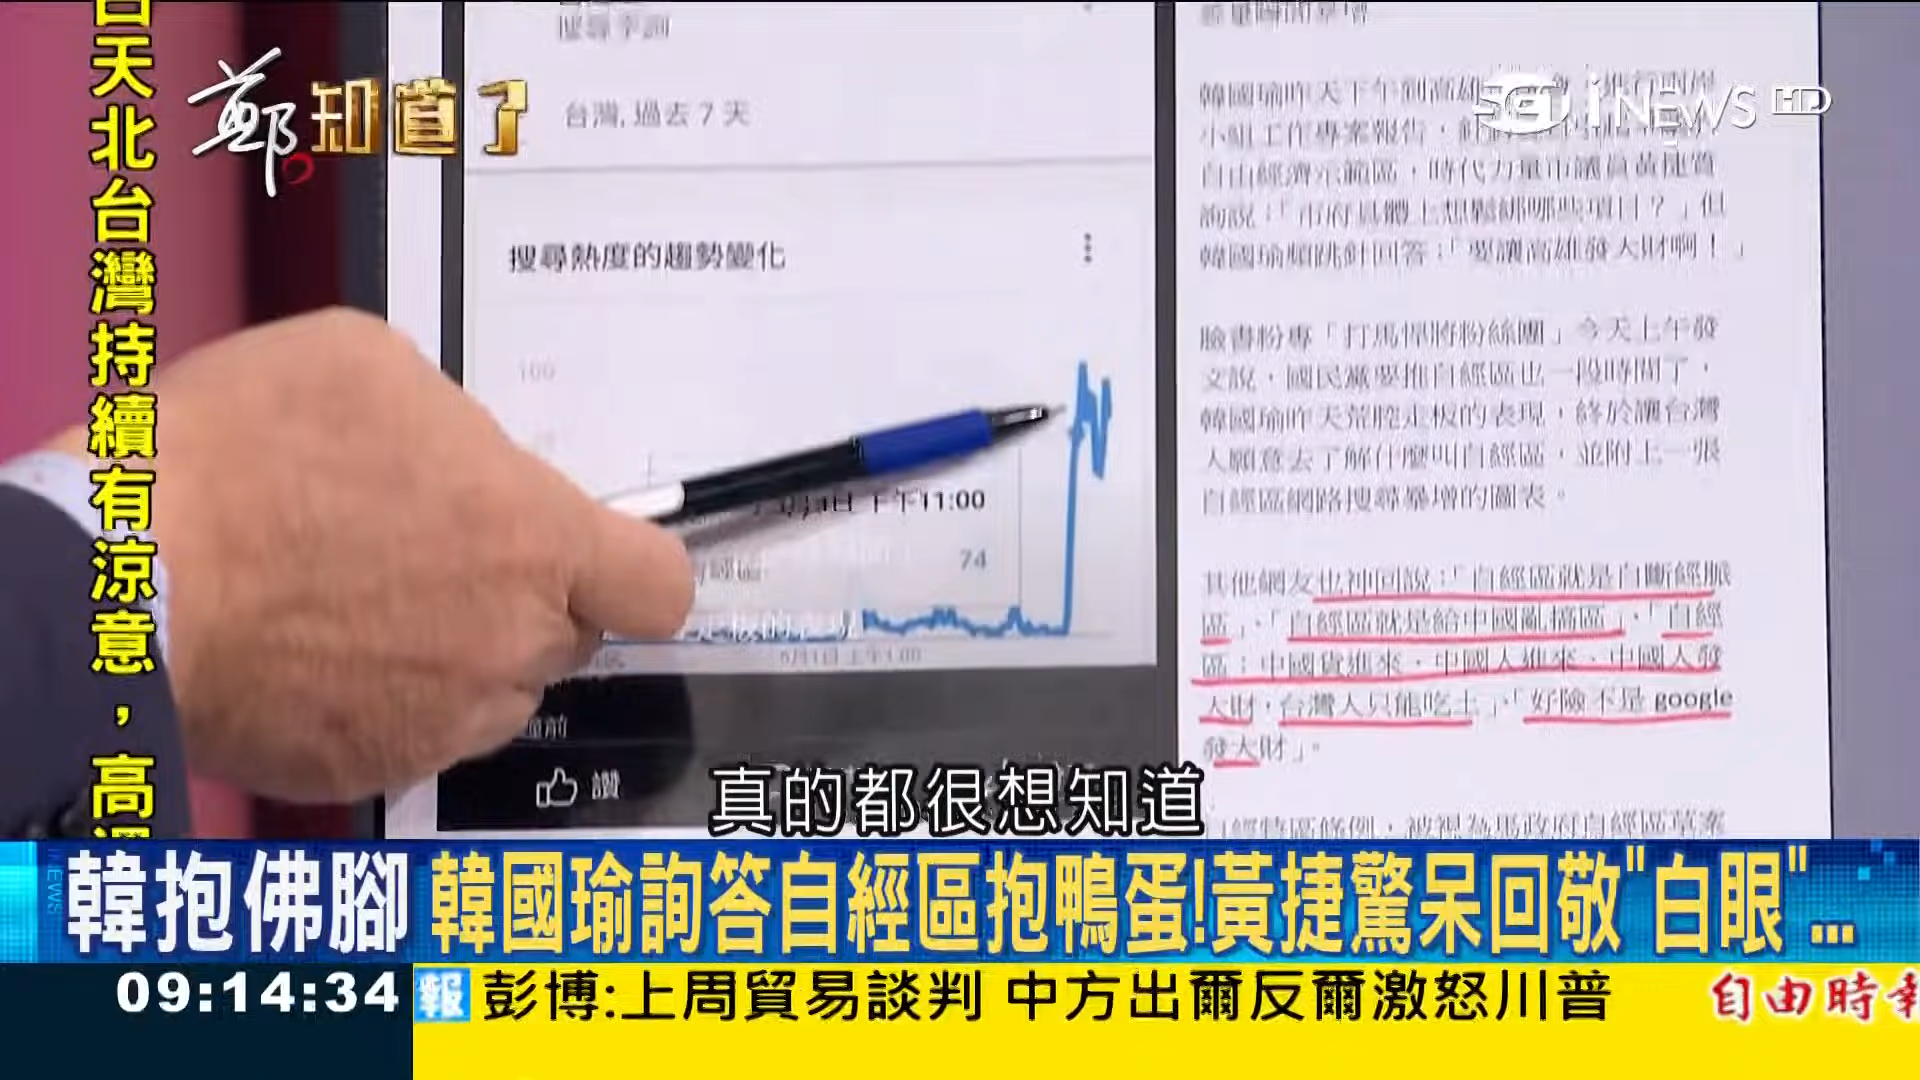 鄭知道了
iNEWS HD
台灣,過去 7 天
搜尋熱度的趨勢變化
100
下午11:00
74
讚
韓國瑜昨天下午到高雄
自由經濟示範區，時代力量市議員黃捷質
詢說：「市府具體上想鬆綁哪些項目？」但
韓國瑜頻跳針回答：「要讓高雄發大財啊！」
臉書粉專「打馬悍將粉絲團」今天上午發
文說，國民黨要推自經區也一段時間了，
韓國瑜昨天荒腔走板的表現，終於讓台灣
人願意去了解什麼叫自經區，並附上一張
自經區網路搜尋暴增的圖表。
其他網友也神回說：「自經區就是自斷經脈
區」、「自經區就是給中國亂搞區」、「自經
區：中國貨進來、中國人進來、中國人發
大財，台灣人只能吃土」、「好險不是 google
發大財」。
台天北台灣持續有涼意，高
真的都很想知道
韓抱佛腳
韓國瑜詢答自經區抱鴨蛋!黃捷驚呆回敬"白眼"...
09:14:34
報
彭博:上周貿易談判 中方出爾反爾激怒川普
自由時